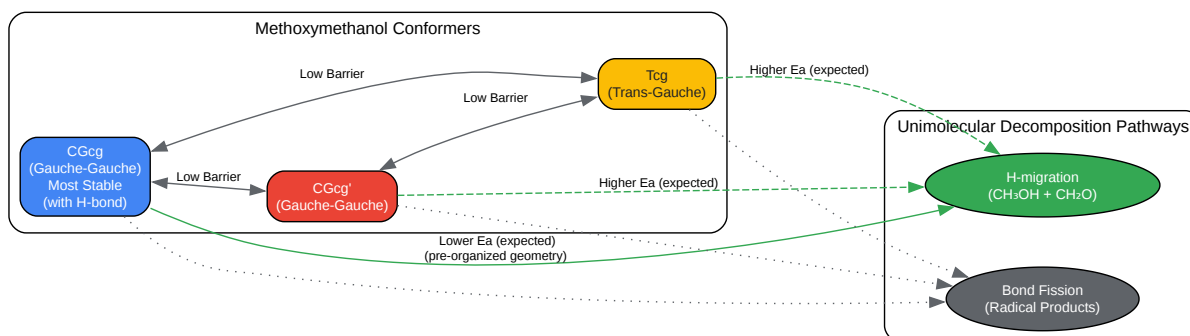 Methoxymethanol Conformers
Low Barrier
Tcg
(Trans-Gauche)
Higher Ea (expected)
Low Barrier
Unimolecular Decomposition Pathways
CGcg
(Gauche-Gauche)
Most Stable
(with H-bond)
Low Barrier
CGcg'
(Gauche-Gauche)
Higher Ea (expected)
H-migration
(CH₃OH + CH₂O)
Lower Ea (expected)
(pre-organized geometry)
Bond Fission
(Radical Products)